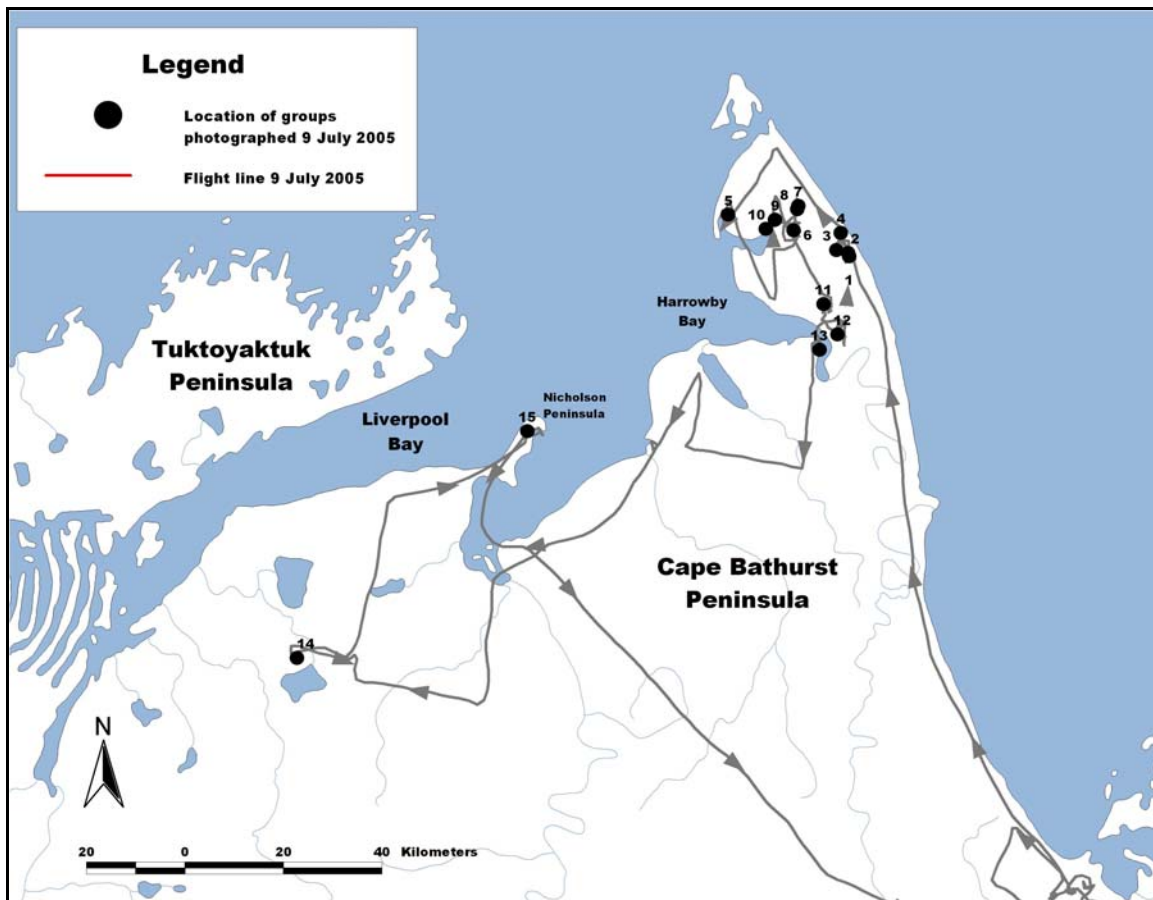 Legend
Location of groups
photographed 9 July 2005
Flight line 9 July 2005
5
7
8
9
10
6
4
3
2
1
11
12
13
Harrowby
Bay
Tuktoyaktuk
Peninsula
Nicholson
Peninsula
15
Liverpool
Bay
Cape Bathurst
Peninsula
14
N
20 0 20 40 Kilometers